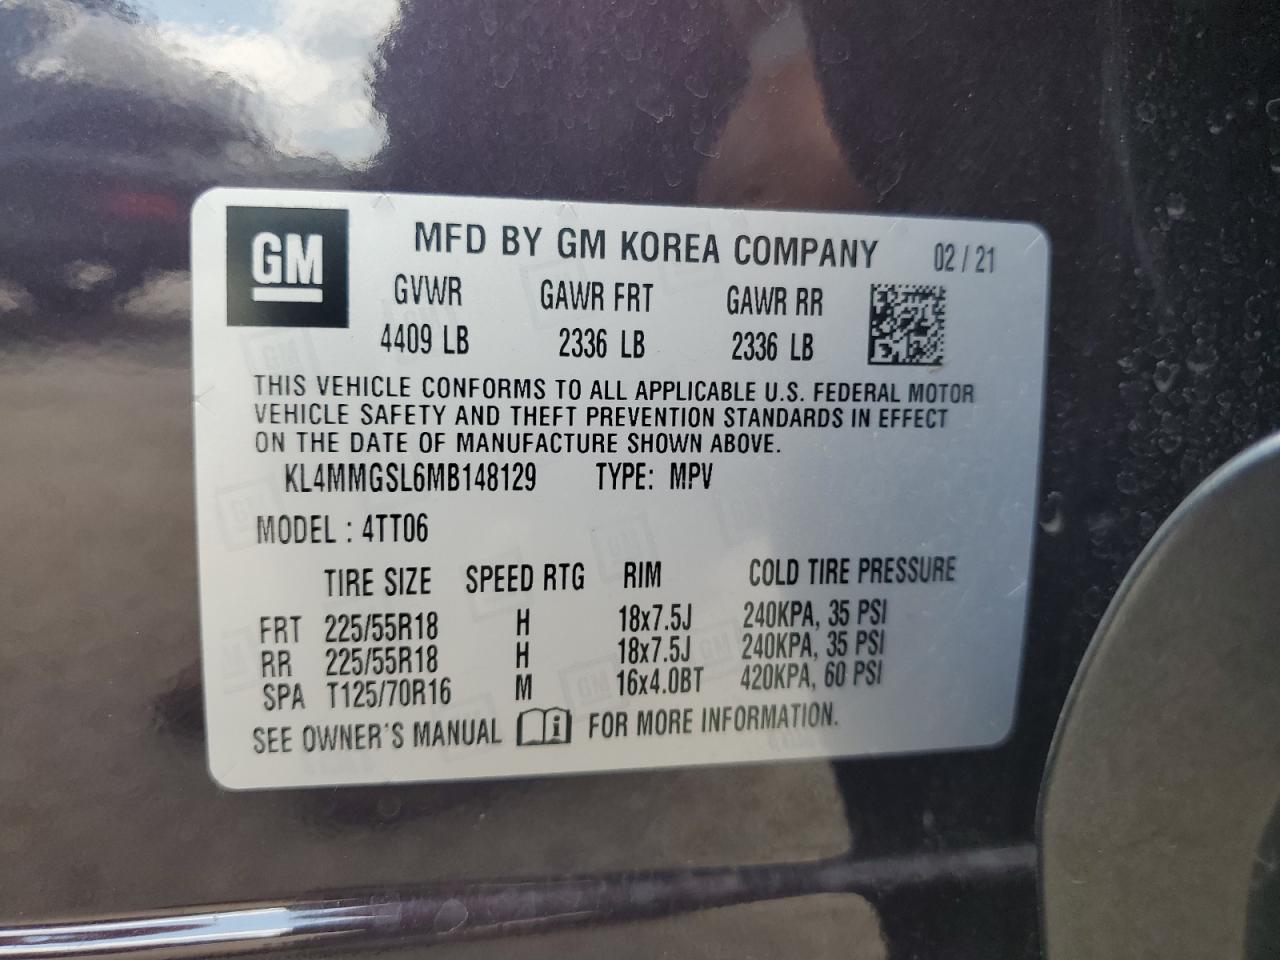 GM
MFD BY GM KOREA COMPANY 02/21
GVWR GAWR FRT GAWR RR
4409 LB 2336 LB 2336 LB
THIS VEHICLE CONFORMS TO ALL APPLICABLE U.S. FEDERAL MOTOR
VEHICLE SAFETY AND THEFT PREVENTION STANDARDS IN EFFECT
ON THE DATE OF MANUFACTURE SHOWN ABOVE.
KL4MMGSL6MB148129 TYPE: MPV
MODEL : 4TT06
TIRE SIZE SPEED RTG RIM COLD TIRE PRESSURE
FRT 225/55R18 H 18x7.5J 240KPA, 35 PSI
RR 225/55R18 H 18x7.5J 240KPA, 35 PSI
SPA T125/70R16 M 16x4.0BT 420KPA, 60 PSI
SEE OWNER'S MANUAL i FOR MORE INFORMATION.